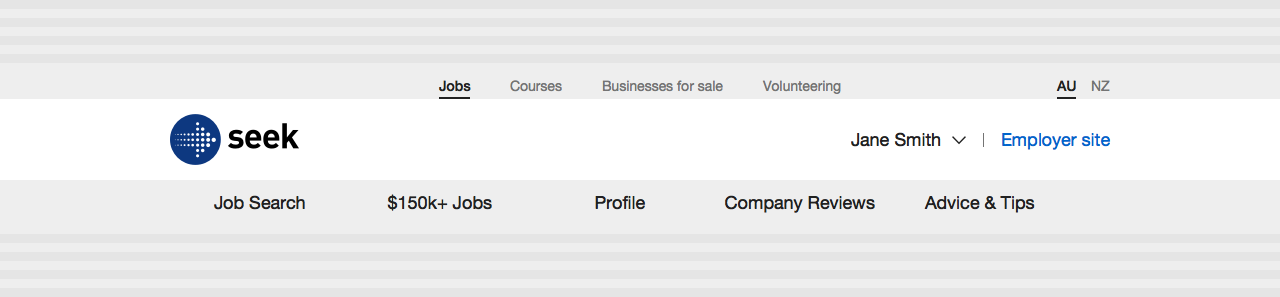 Jobs Courses Businesses for sale Volunteering AU NZ
seek Jane Smith Employer site
Job Search $150k+ Jobs Profile Company Reviews Advice & Tips